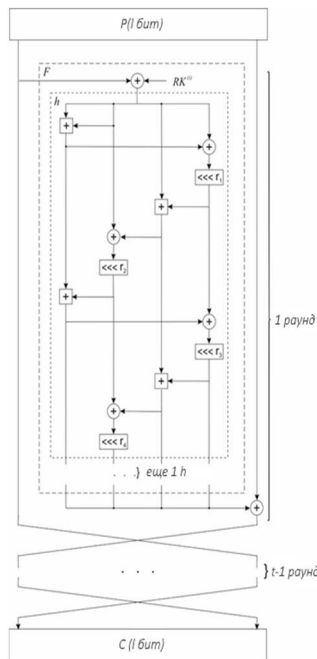 P(l бит)
F
RK⁽ⁱ⁾
h
<<< r₁
<<< r₂
<<< r₃
<<< r₄
1 раунд
. . .} еще 1 h
. . .
} t-1 раунд
C (l бит)